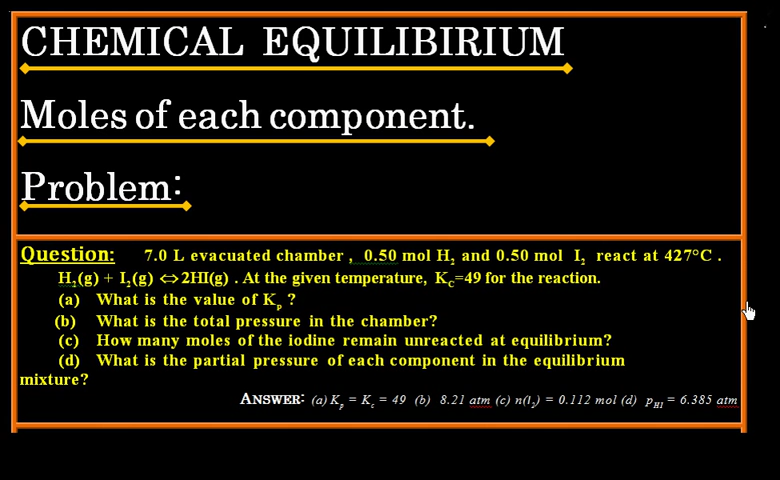 CHEMICAL EQUILIBIRIUM
Moles of each component.
Problem:
Question: 7.0 L evacuated chamber , 0.50 mol H₂ and 0.50 mol I₂ react at 427°C .
H₂(g) + I₂(g) ⇔ 2HI(g) . At the given temperature, K_C=49 for the reaction.
(a) What is the value of Kₚ ?
(b) What is the total pressure in the chamber?
(c) How many moles of the iodine remain unreacted at equilibrium?
(d) What is the partial pressure of each component in the equilibrium
mixture?
ANSWER: (a) Kₚ = K_c = 49 (b) 8.21 atm (c) n(I₂) = 0.112 mol (d) p_HI = 6.385 atm